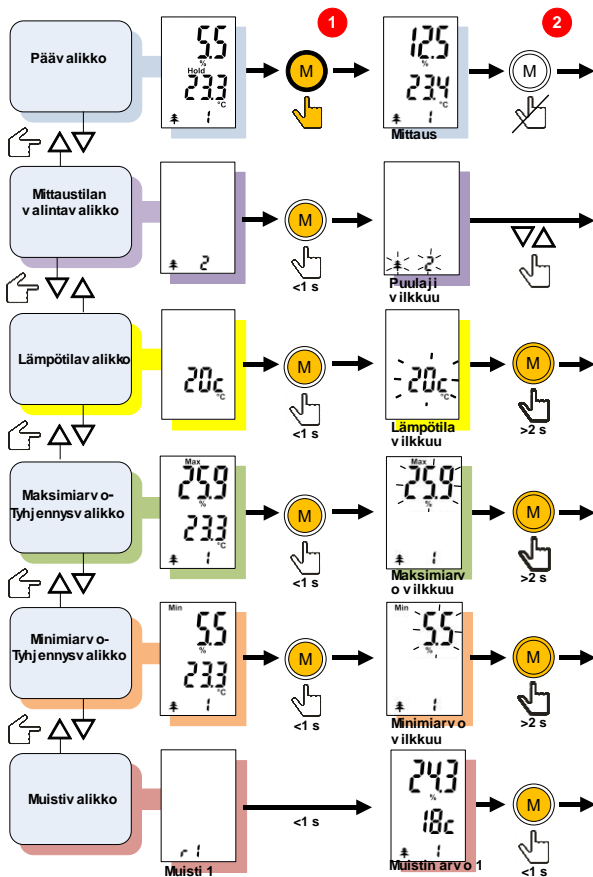 1
2
Päävalikko
5.5
%
Hold
23.3
°C
1
M
12.5
%
23.4
°C
1
Mittaus
M
Mittaustilan
valintavalikko
2
M
<1 s
2
Puulaji
vilkkuu
Lämpötilavalikko
20c
°C
M
<1 s
20c
°C
Lämpötila
vilkkuu
M
>2 s
Maksimiarvo-
Tyhjennysvalikko
Max
25.9
%
23.3
°C
1
M
<1 s
Max
25.9
%
1
Maksimiarv
o vilkkuu
M
>2 s
Minimiarvo-
Tyhjennysvalikko
Min
5.5
%
23.3
°C
1
M
<1 s
Min
5.5
%
1
Minimiarvo
vilkkuu
M
>2 s
Muistivalikko
r1
Muisti 1
<1 s
24.3
%
18c
1
Muistin arvo 1
M
<1 s